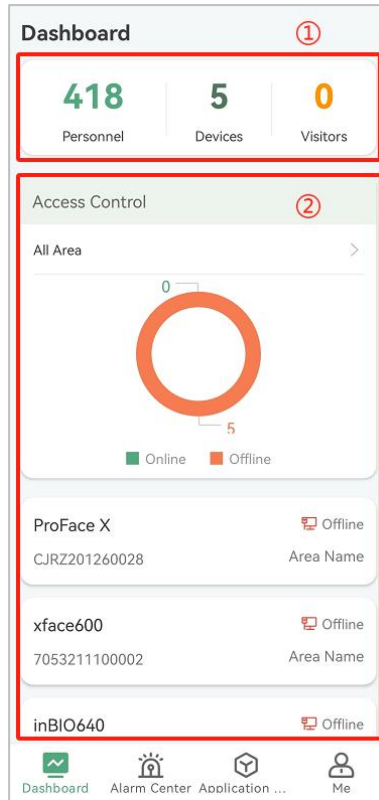 Dashboard ①
418 5 0
Personnel Devices Visitors
Access Control ②
All Area
0
5
Online Offline
ProFace X Offline
CJRZ201260028 Area Name
xface600 Offline
7053211100002 Area Name
inBIO640 Offline
Dashboard Alarm Center Application ... Me